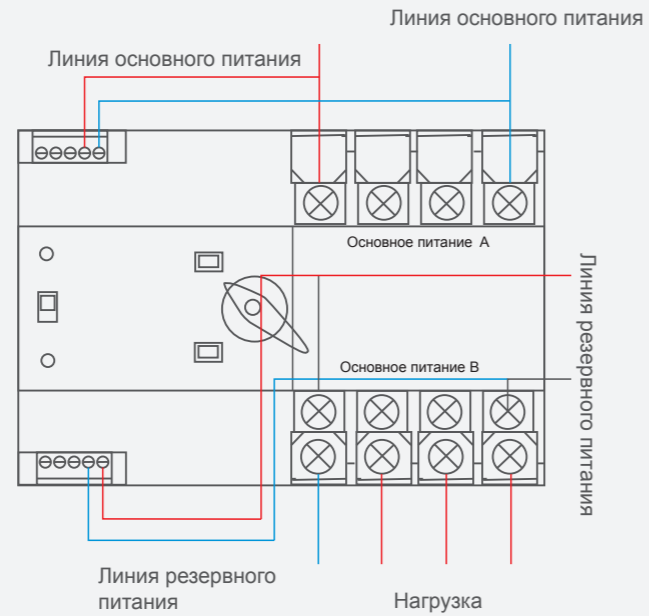 Линия основного питания
Линия основного питания
Основное питание А
Линия резервного питания
Основное питание В
Линия резервного
питания
Нагрузка